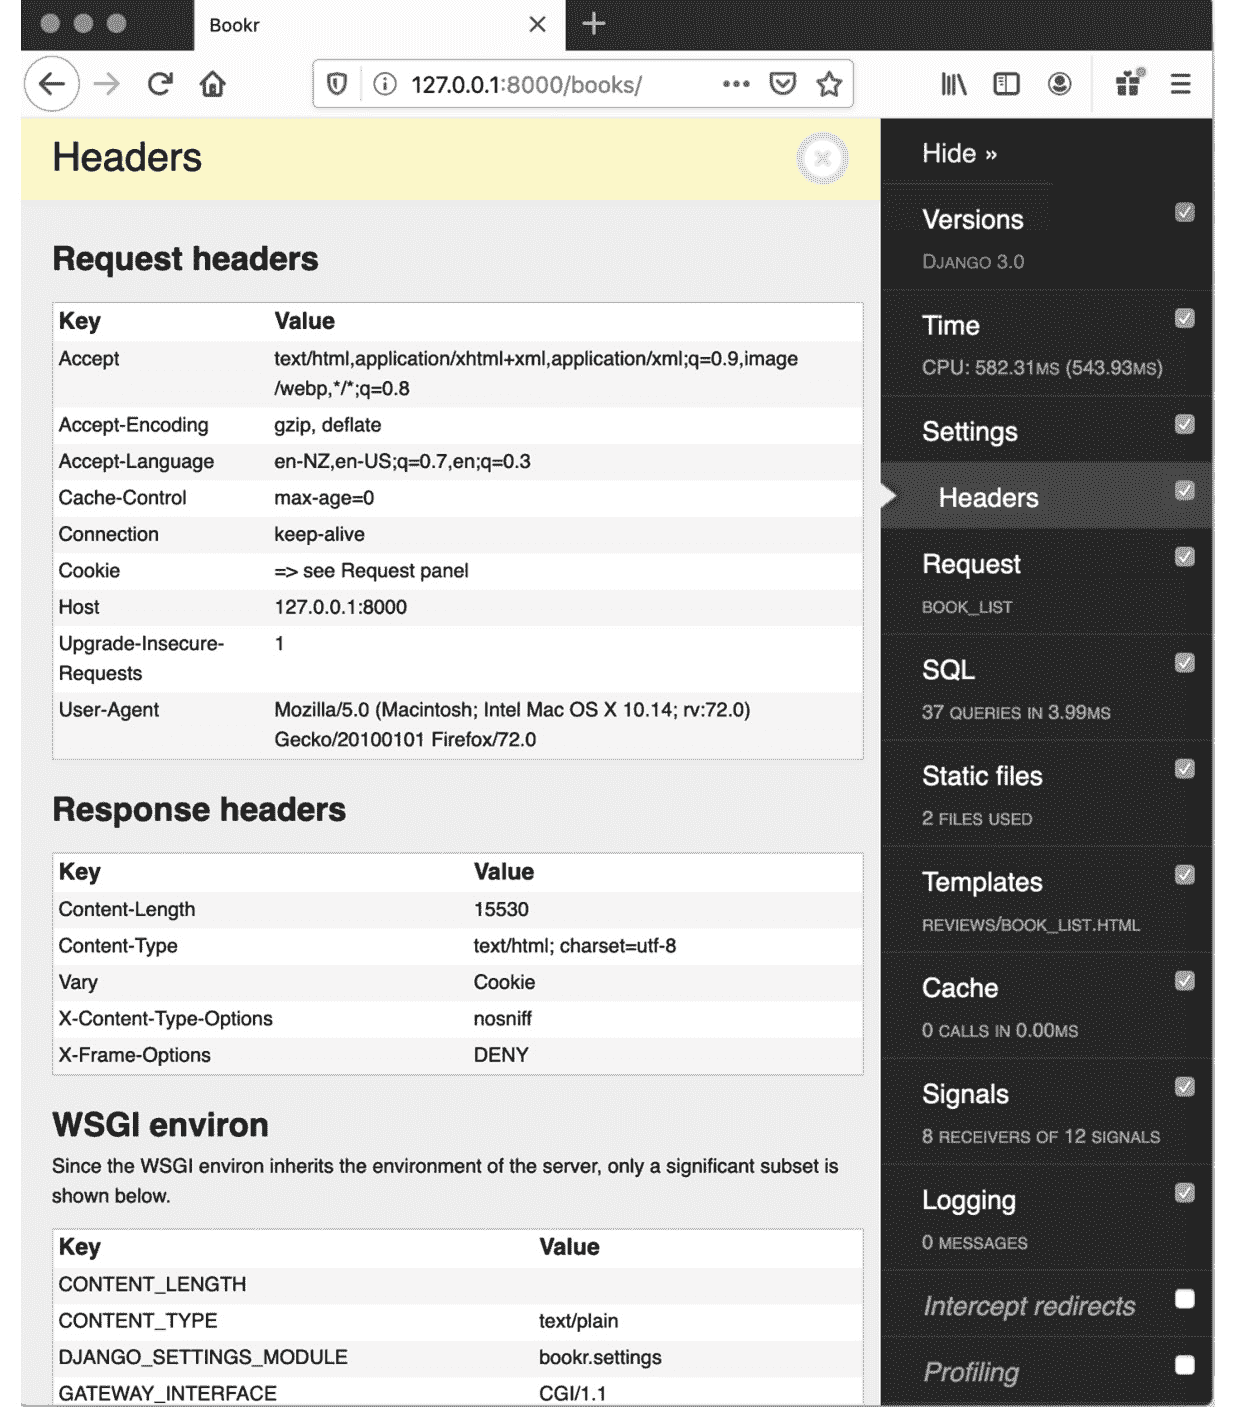 Bookr
127.0.0.1:8000/books/
Headers
Request headers
Key Value
Accept text/html,application/xhtml+xml,application/xml;q=0.9,image
/webp,*/*;q=0.8
Accept-Encoding gzip, deflate
Accept-Language en-NZ,en-US;q=0.7,en;q=0.3
Cache-Control max-age=0
Connection keep-alive
Cookie => see Request panel
Host 127.0.0.1:8000
Upgrade-Insecure- 1
Requests
User-Agent Mozilla/5.0 (Macintosh; Intel Mac OS X 10.14; rv:72.0)
Gecko/20100101 Firefox/72.0
Response headers
Key Value
Content-Length 15530
Content-Type text/html; charset=utf-8
Vary Cookie
X-Content-Type-Options nosniff
X-Frame-Options DENY
WSGI environ
Since the WSGI environ inherits the environment of the server, only a significant subset is
shown below.
Key Value
CONTENT_LENGTH
CONTENT_TYPE text/plain
DJANGO_SETTINGS_MODULE bookr.settings
GATEWAY_INTERFACE CGI/1.1
Hide »
Versions
DJANGO 3.0
Time
CPU: 582.31MS (543.93MS)
Settings
Headers
Request
BOOK_LIST
SQL
37 QUERIES IN 3.99MS
Static files
2 FILES USED
Templates
REVIEWS/BOOK_LIST.HTML
Cache
0 CALLS IN 0.00MS
Signals
8 RECEIVERS OF 12 SIGNALS
Logging
0 MESSAGES
Intercept redirects
Profiling